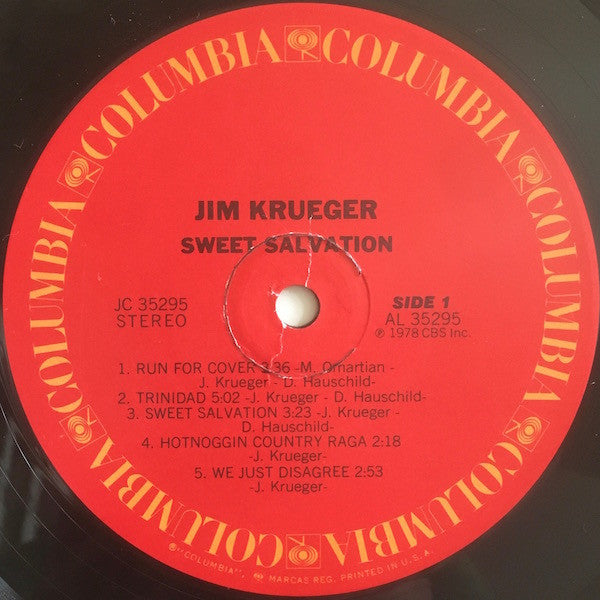 COLUMBIA COLUMBIA COLUMBIA COLUMBIA COLUMBIA COLUMBIA
JIM KRUEGER
SWEET SALVATION
JC 35295
STEREO
SIDE 1
AL 35295
℗ 1978 CBS Inc.
1. RUN FOR COVER 3:36 -M. Omartian -
J. Krueger - D. Hauschild-
2. TRINIDAD 5:02 -J. Krueger - D. Hauschild-
3. SWEET SALVATION 3:23 -J. Krueger -
D. Hauschild-
4. HOTNOGGIN COUNTRY RAGA 2:18
-J. Krueger-
5. WE JUST DISAGREE 2:53
-J. Krueger-
®"COLUMBIA", MARCAS REG. PRINTED IN U.S.A.